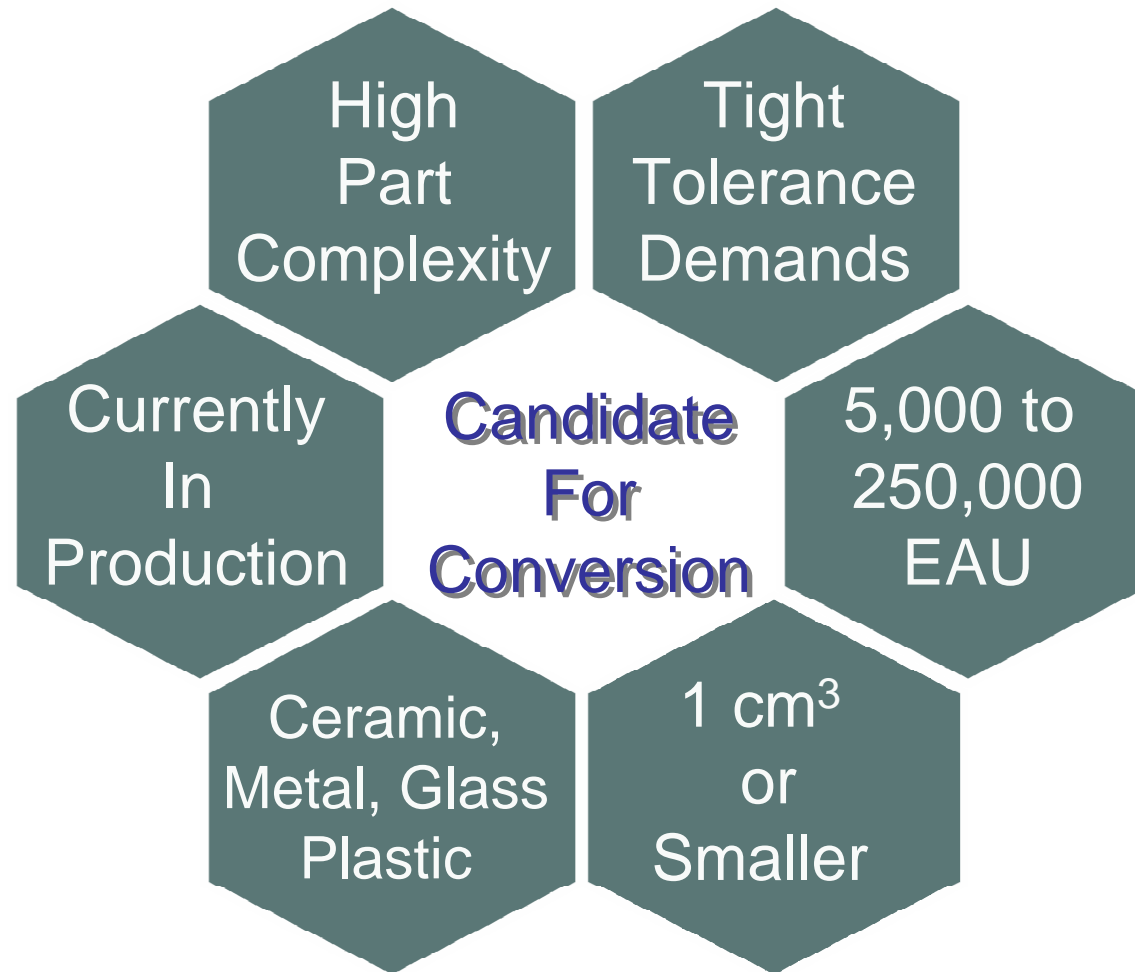 High
Part
Complexity
Tight
Tolerance
Demands
Currently
In
Production
Candidate
For
Conversion
5,000 to
250,000
EAU
Ceramic,
Metal, Glass
Plastic
1 cm³
or
Smaller